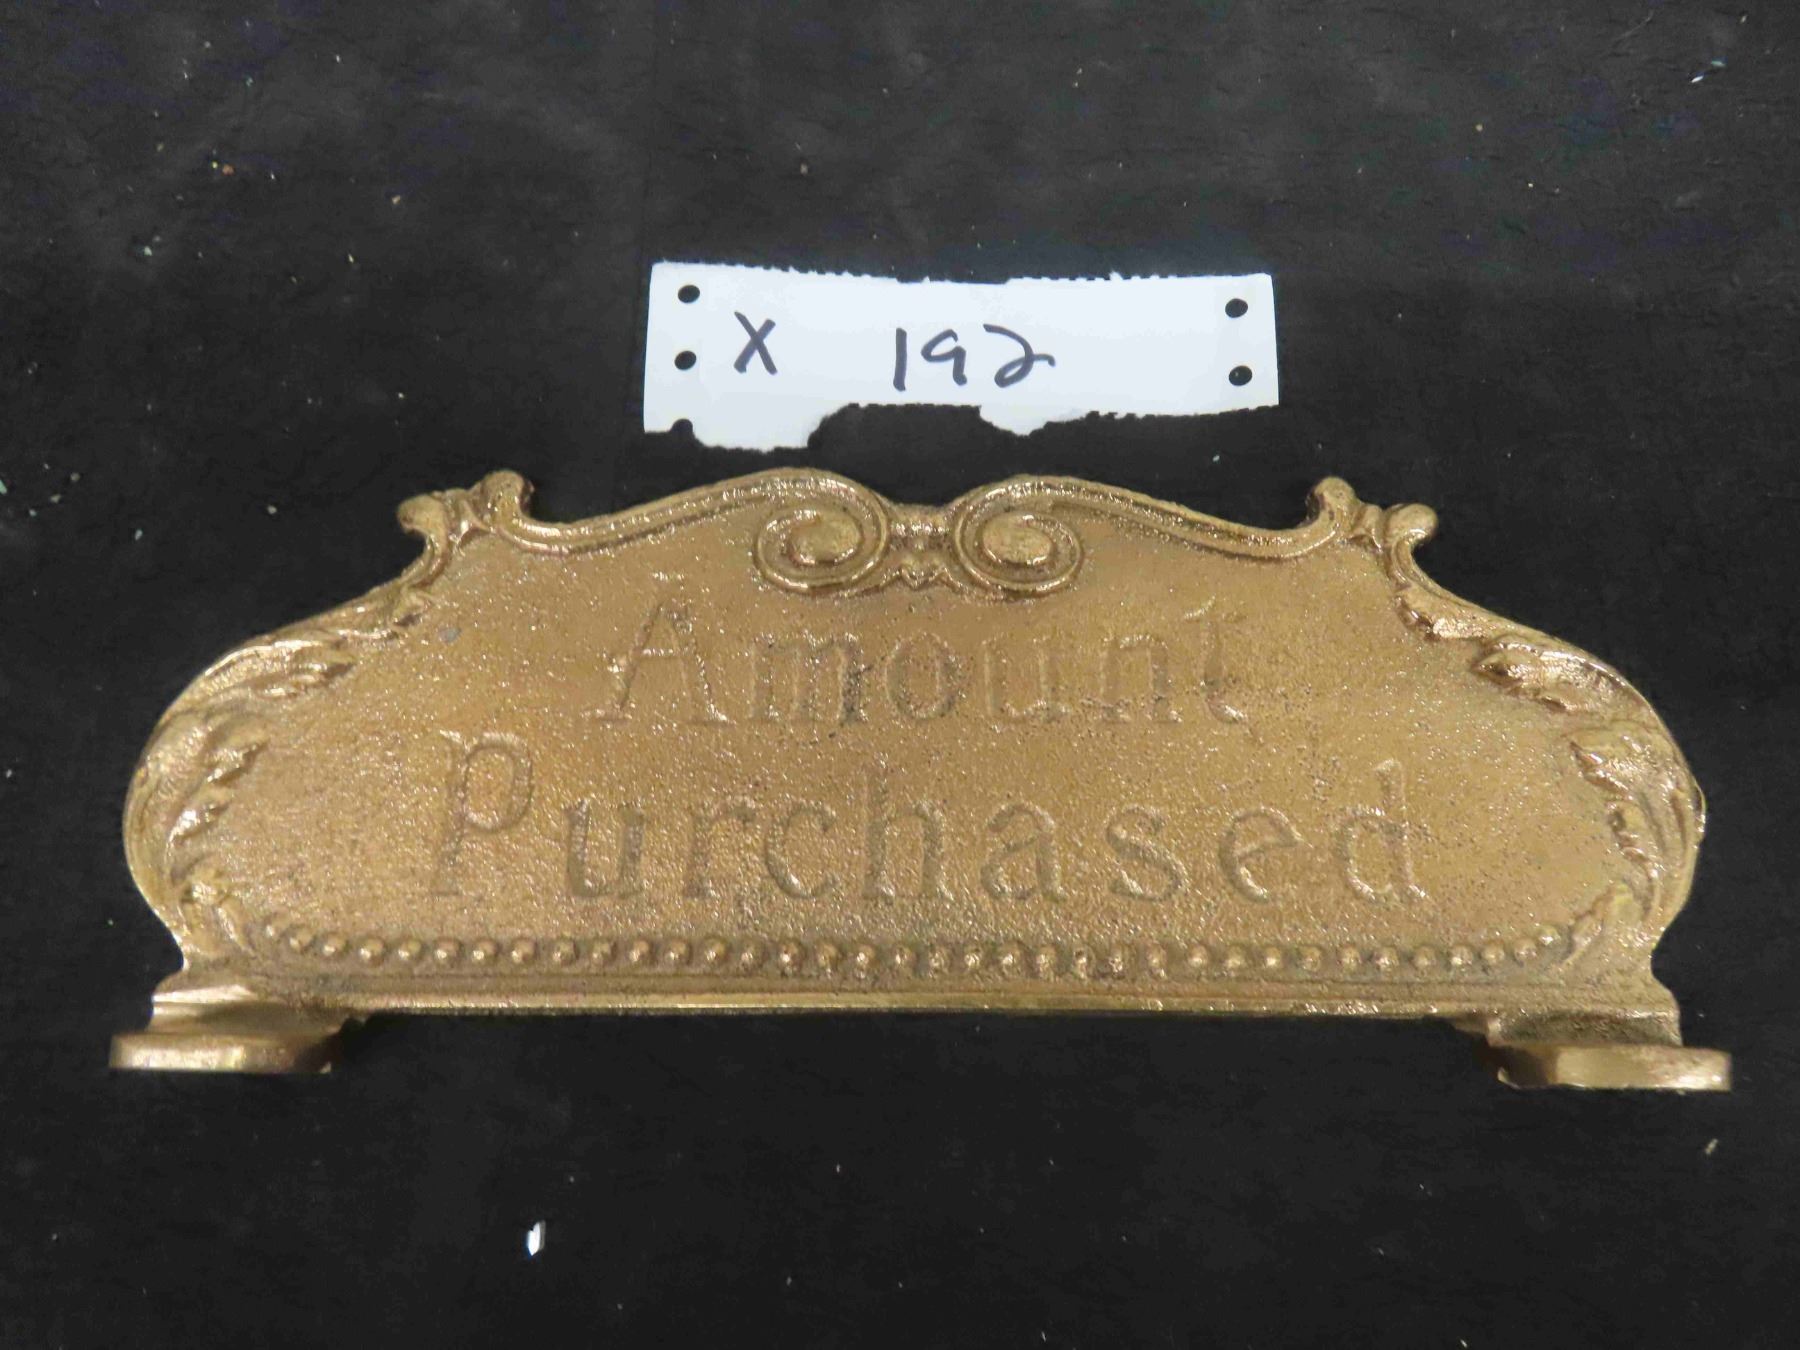 X 192
Amount
Purchased